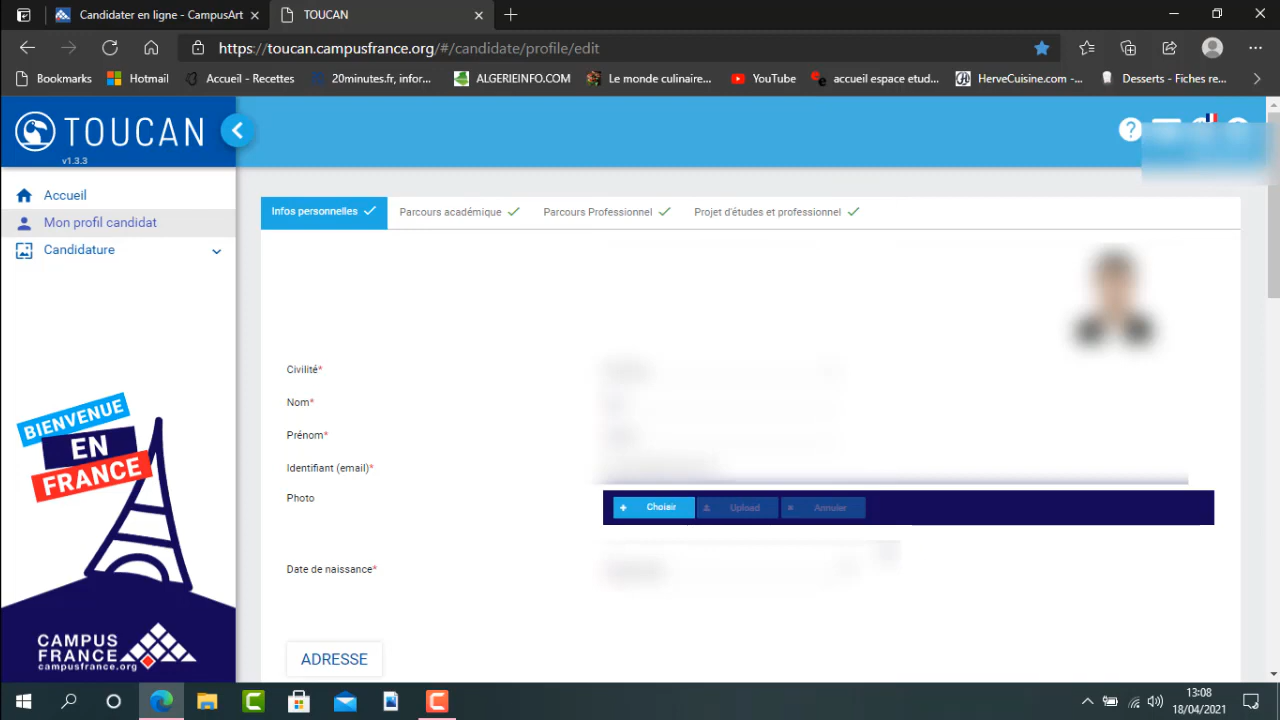 Candidater en ligne - CampusArt
TOUCAN
https://toucan.campusfrance.org/#/candidate/profile/edit
Bookmarks
Hotmail
Accueil - Recettes
20minutes.fr, infor...
ALGERIEINFO.COM
Le monde culinaire...
YouTube
accueil espace etud...
HerveCuisine.com -...
Desserts - Fiches re...
TOUCAN
v1.3.3
Accueil
Mon profil candidat
Candidature
Infos personnelles
Parcours académique
Parcours Professionnel
Projet d'études et professionnel
Civilité*
Nom*
Prénom*
Identifiant (email)*
Photo
Choisir
Upload
Annuler
Date de naissance*
ADRESSE
BIENVENUE
EN
FRANCE
CAMPUS
FRANCE
campusfrance.org
13:08
18/04/2021